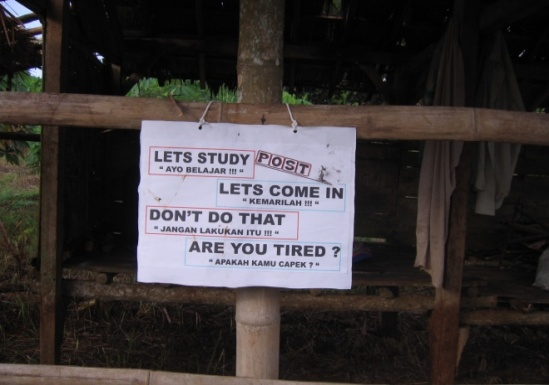 LETS STUDY
" AYO BELAJAR !!! "
POST
LETS COME IN
" KEMARILAH !!! "
DON'T DO THAT
" JANGAN LAKUKAN ITU !!! "
ARE YOU TIRED ?
" APAKAH KAMU CAPEK ? "